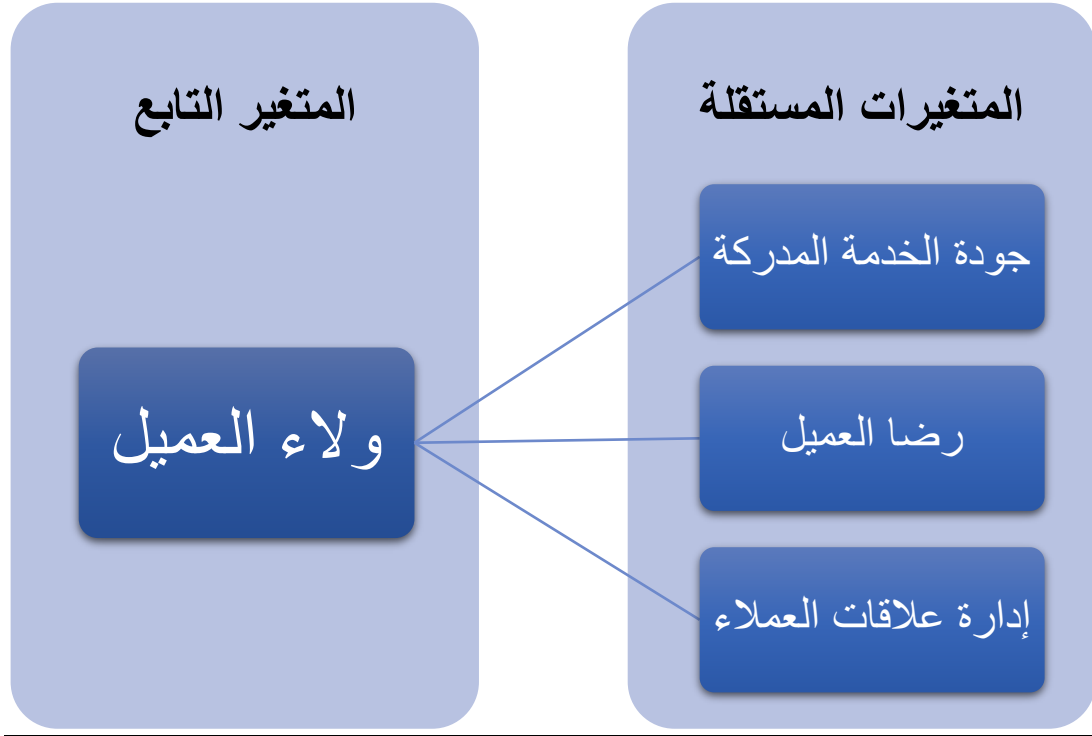 المتغيرات المستقلة
جودة الخدمة المدركة
رضا العميل
إدارة علاقات العملاء
المتغير التابع
ولاء العميل